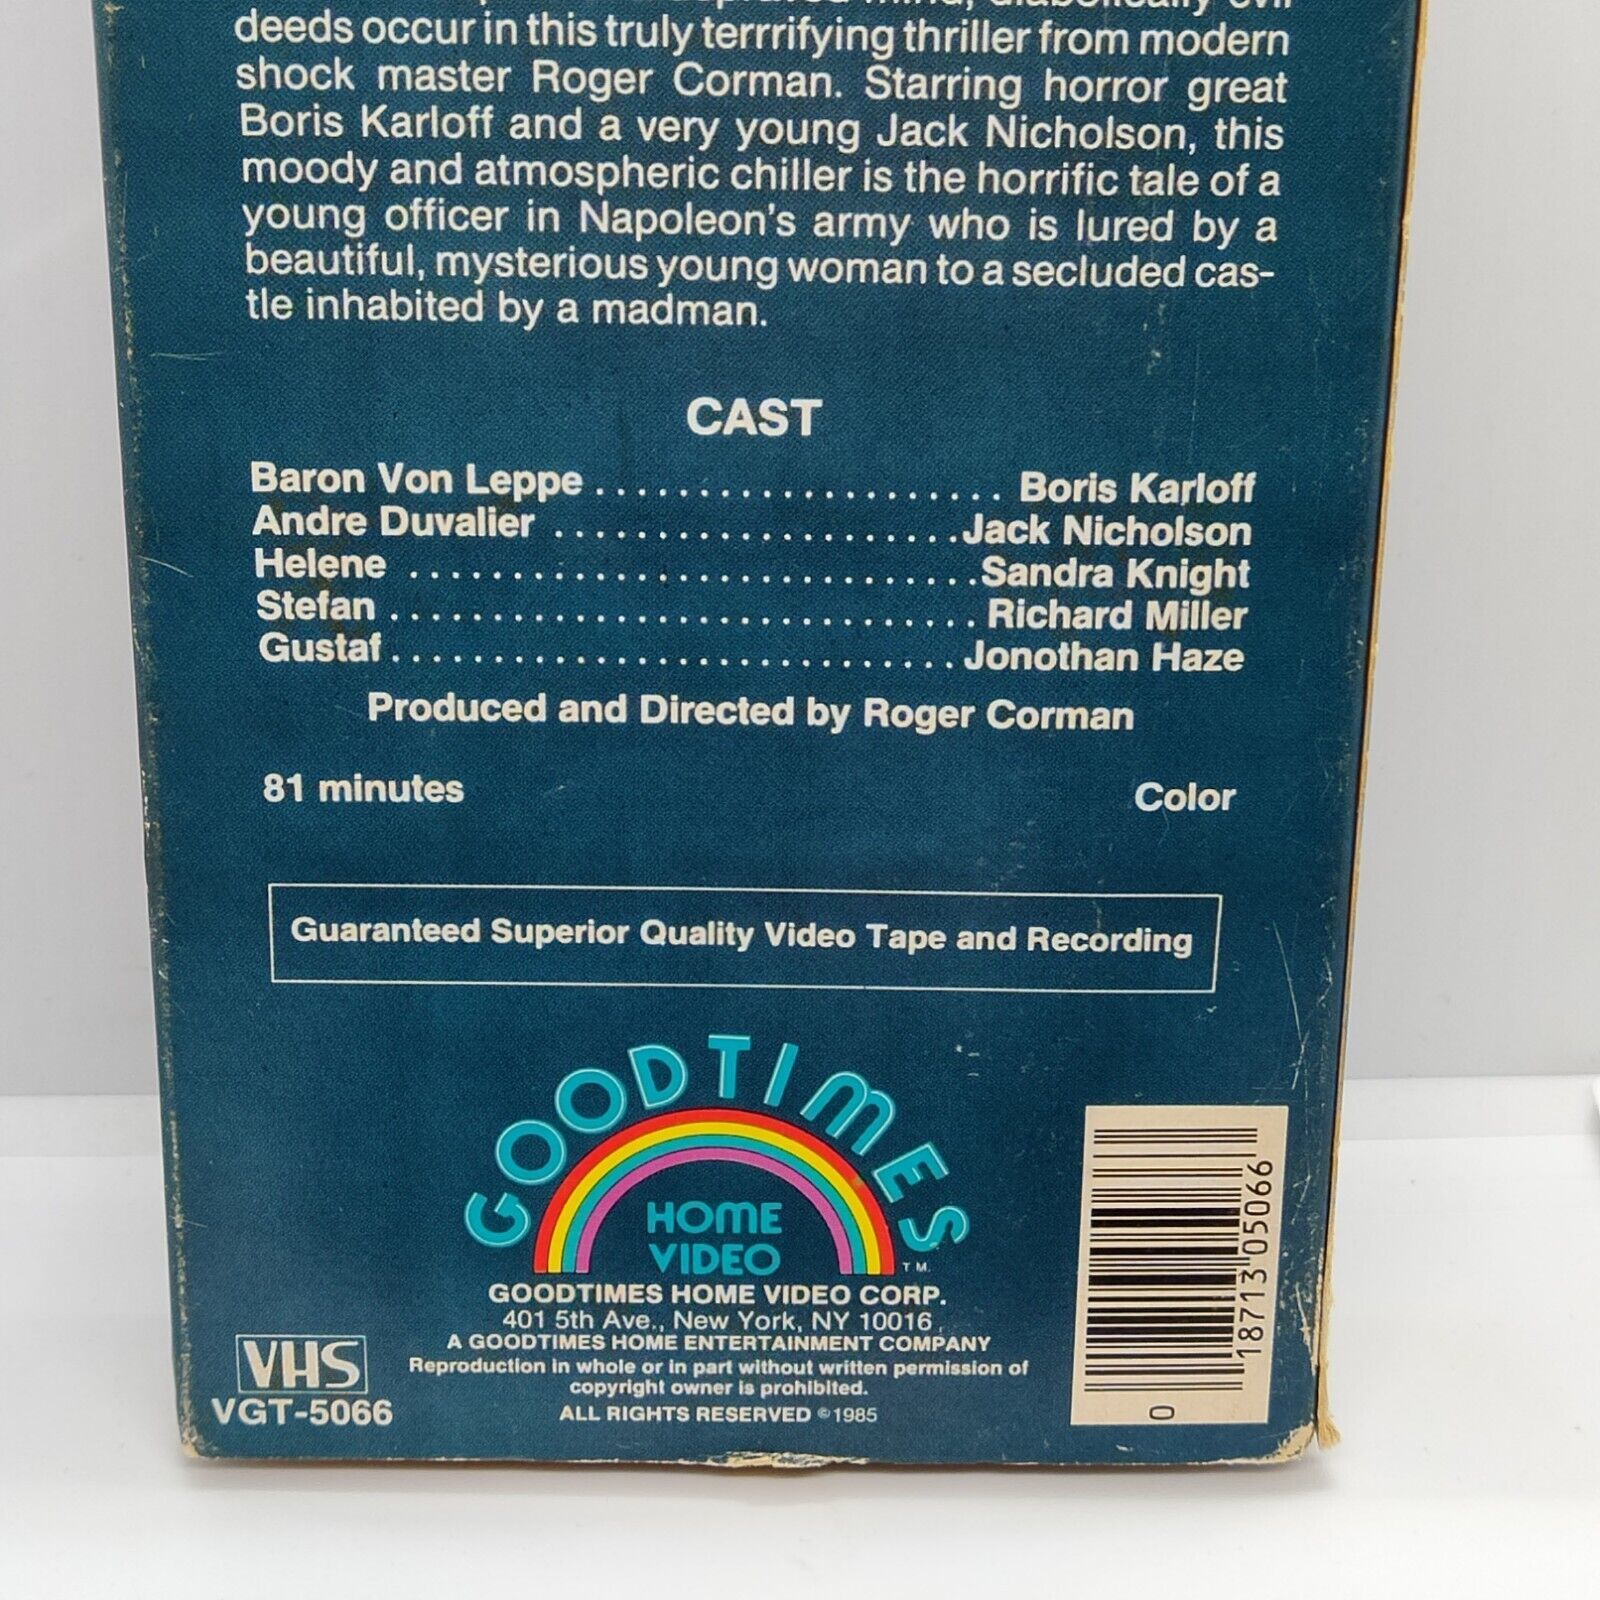 mind, diabolically evil
deeds occur in this truly terrrifying thriller from modern
shock master Roger Corman. Starring horror great
Boris Karloff and a very young Jack Nicholson, this
moody and atmospheric chiller is the horrific tale of a
young officer in Napoleon's army who is lured by a
beautiful, mysterious young woman to a secluded cas-
tle inhabited by a madman.
CAST
Baron Von Leppe .................... Boris Karloff
Andre Duvalier .................... Jack Nicholson
Helene ............................ Sandra Knight
Stefan ............................. Richard Miller
Gustaf ............................ Jonothan Haze
Produced and Directed by Roger Corman
81 minutes Color
Guaranteed Superior Quality Video Tape and Recording
GOODTIMES
HOME
VIDEO
T.M.
GOODTIMES HOME VIDEO CORP.
401 5th Ave., New York, NY 10016
A GOODTIMES HOME ENTERTAINMENT COMPANY
Reproduction in whole or in part without written permission of
copyright owner is prohibited.
ALL RIGHTS RESERVED ©1985
VHS
VGT-5066
0 18713 05066